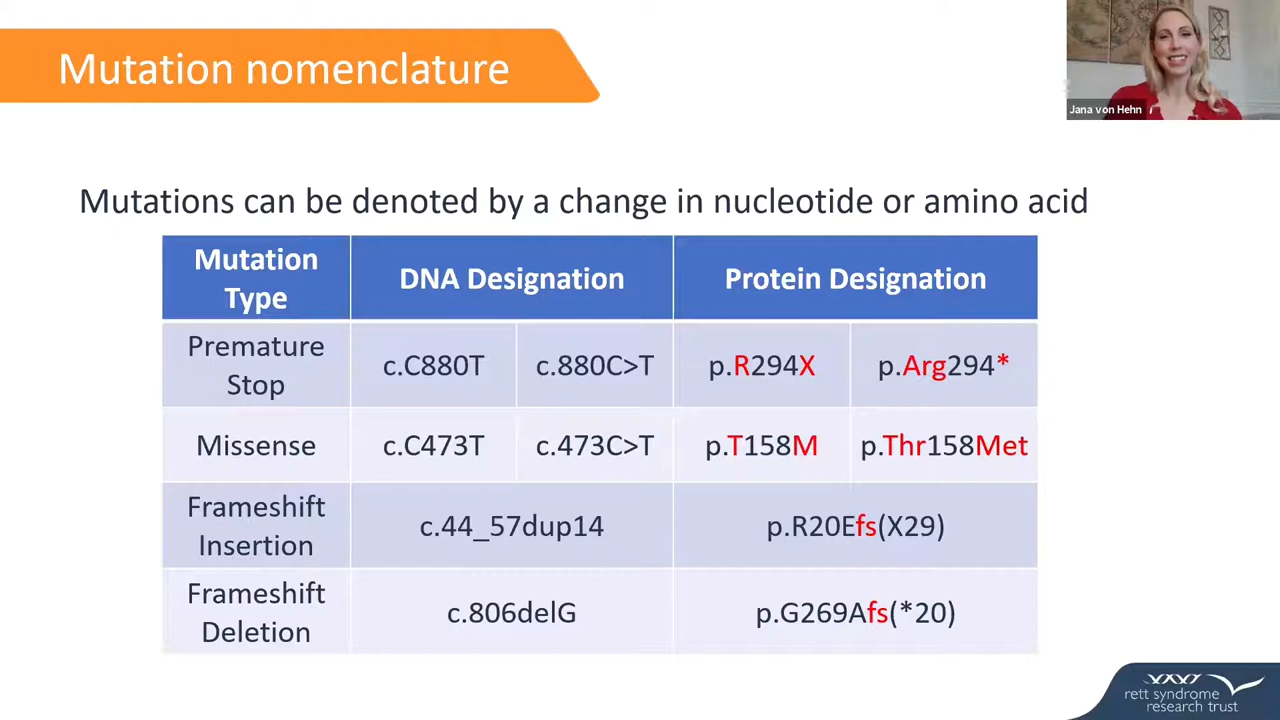 Mutation nomenclature
Jana von Hehn
Mutations can be denoted by a change in nucleotide or amino acid
Mutation
Type
DNA Designation
Protein Designation
Premature
Stop
c.C880T
c.880C>T
p.R294X
p.Arg294*
Missense
c.C473T
c.473C>T
p.T158M
p.Thr158Met
Frameshift
Insertion
c.44_57dup14
p.R20Efs(X29)
Frameshift
Deletion
c.806delG
p.G269Afs(*20)
rett syndrome
research trust